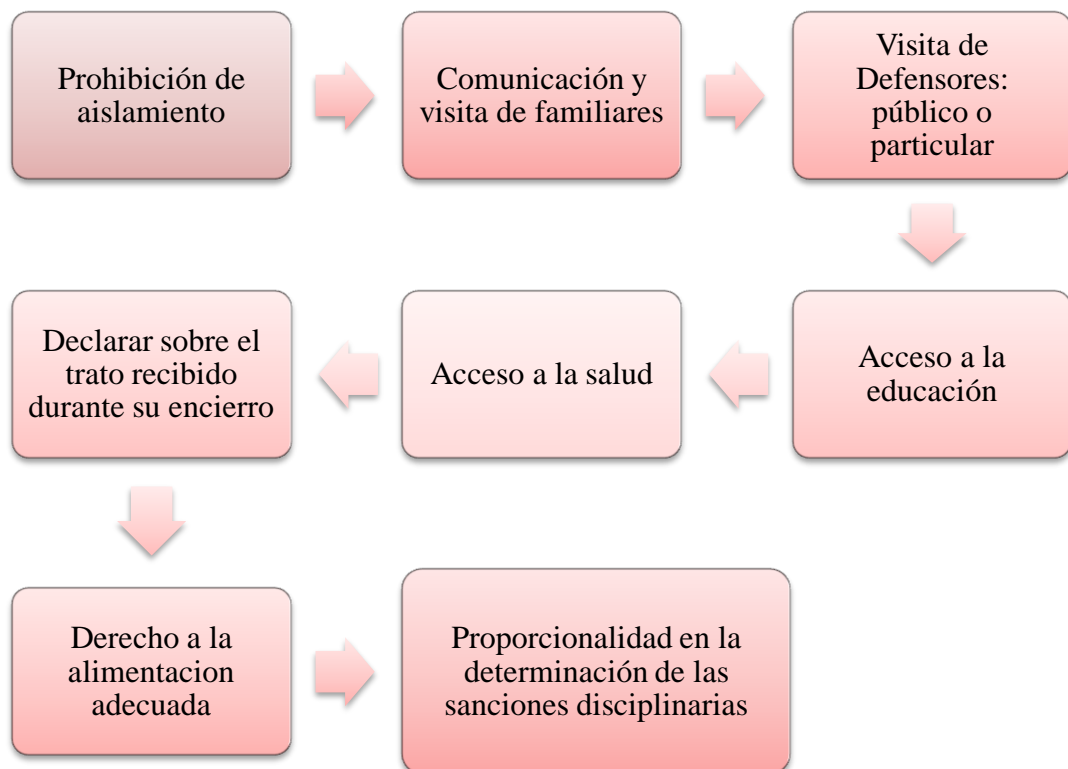 Prohibición de
aislamiento
Comunicación y
visita de familiares
Visita de
Defensores:
público o
particular
Acceso a la
educación
Acceso a la salud
Declarar sobre el
trato recibido
durante su encierro
Derecho a la
alimentacion
adecuada
Proporcionalidad en la
determinación de las
sanciones disciplinarias